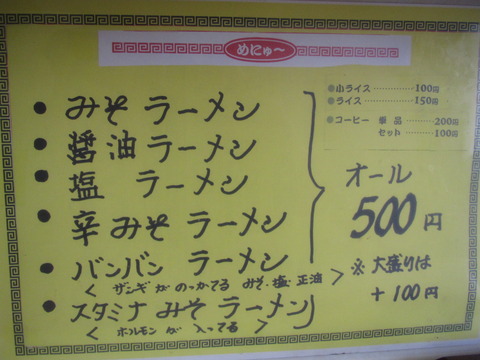 めにゅ〜
●小ライス ………… 100円
●ライス ………… 150円
●コーヒー 単品 ………… 200円
セット ………… 100円
● みそ ラーメン
● 醤油 ラーメン
● 塩 ラーメン
● 辛みそ ラーメン
● バンバン ラーメン
< ザンギが のっかてる みそ・塩・正油 >
● スタミナ みそ ラーメン
< ホルモン が 入ってる >
オール
500円
※ 大盛りは
+100円